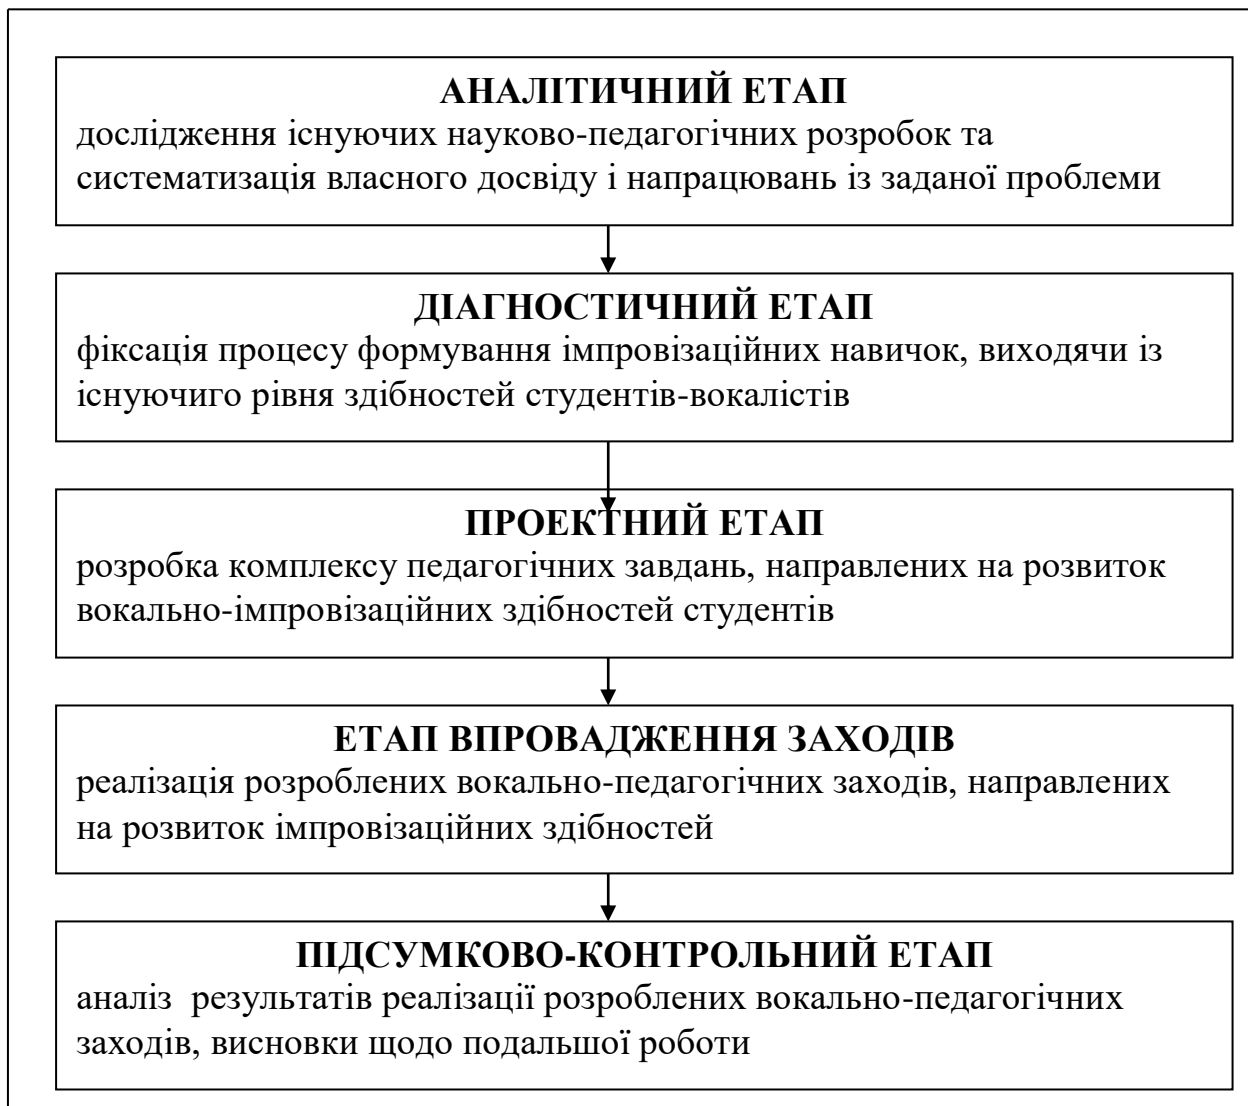 АНАЛІТИЧНИЙ ЕТАП
дослідження існуючих науково-педагогічних розробок та
систематизація власного досвіду і напрацювань із заданої проблеми
ДІАГНОСТИЧНИЙ ЕТАП
фіксація процесу формування імпровізаційних навичок, виходячи із
існуючиго рівня здібностей студентів-вокалістів
ПРОЕКТНИЙ ЕТАП
розробка комплексу педагогічних завдань, направлених на розвиток
вокально-імпровізаційних здібностей студентів
ЕТАП ВПРОВАДЖЕННЯ ЗАХОДІВ
реалізація розроблених вокально-педагогічних заходів, направлених
на розвиток імпровізаційних здібностей
ПІДСУМКОВО-КОНТРОЛЬНИЙ ЕТАП
аналіз  результатів реалізації розроблених вокально-педагогічних
заходів, висновки щодо подальшої роботи